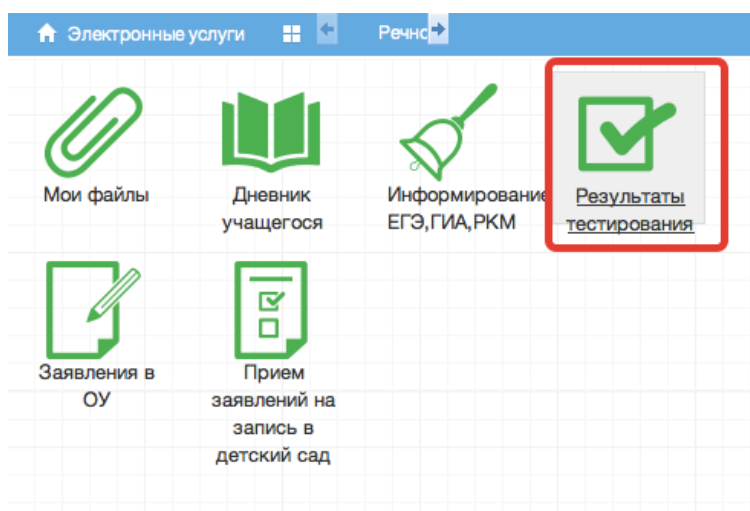 Электронные услуги
Речно
Мои файлы
Дневник
учащегося
Информирование
ЕГЭ,ГИА,РКМ
Результаты
тестирования
Заявления в
ОУ
Прием
заявлений на
запись в
детский сад